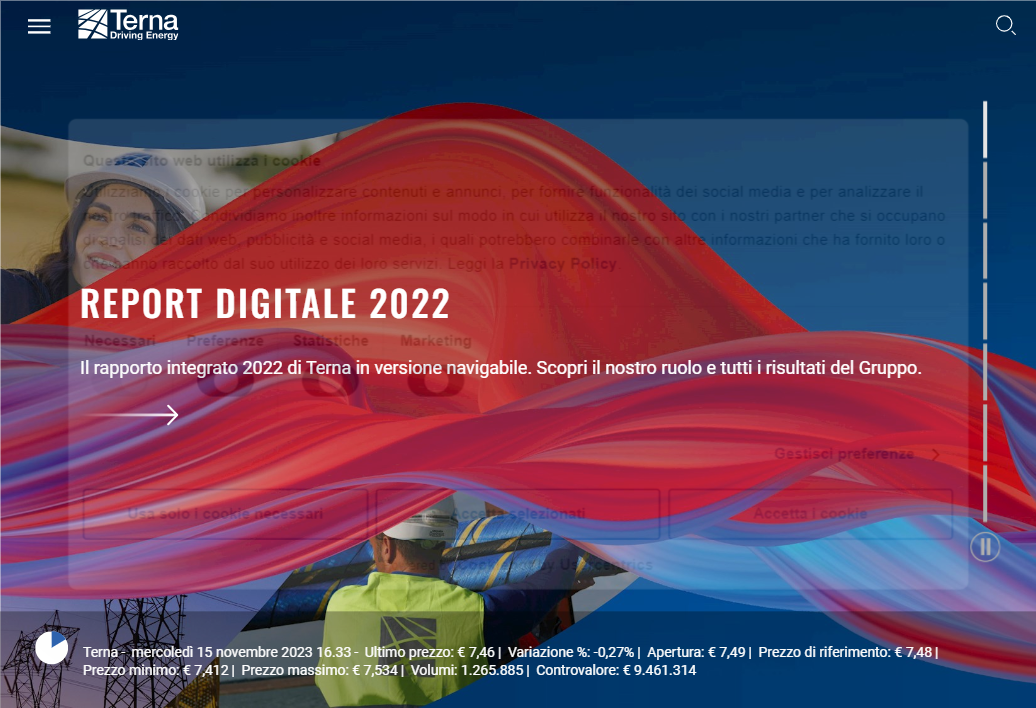 Terna
Driving Energy
Questo sito web utilizza i cookie
Utilizziamo i cookie per personalizzare contenuti e annunci, per fornire funzionalità dei social media e per analizzare il
nostro traffico. Condividiamo inoltre informazioni sul modo in cui utilizza il nostro sito con i nostri partner che si occupano
di analisi dei dati web, pubblicità e social media, i quali potrebbero combinarle con altre informazioni che ha fornito loro o
che hanno raccolto dal suo utilizzo dei loro servizi. Leggi la Privacy Policy.
REPORT DIGITALE 2022
Necessari Preferenze Statistiche Marketing
Il rapporto integrato 2022 di Terna in versione navigabile. Scopri il nostro ruolo e tutti i risultati del Gruppo.
Gestisci preferenze
Usa solo i cookie necessari Accetta selezionati Accetta i cookie
Cookiebot by Usercentrics
Terna - mercoledì 15 novembre 2023 16.33 - Ultimo prezzo: € 7,46 | Variazione %: -0,27% | Apertura: € 7,49 | Prezzo di riferimento: € 7,48 |
Prezzo minimo: € 7,412 | Prezzo massimo: € 7,534 | Volumi: 1.265.885 | Controvalore: € 9.461.314